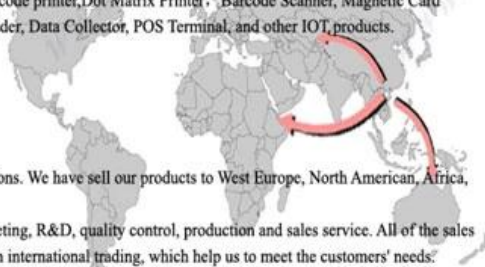 code printer,Dot Matrix Printer, Barcode Scanner, Magnetic Card
der, Data Collector, POS Terminal, and other IOT products.
ons. We have sell our products to West Europe, North American, Africa,
eting, R&D, quality control, production and sales service. All of the sales
n international trading, which help us to meet the customers' needs.